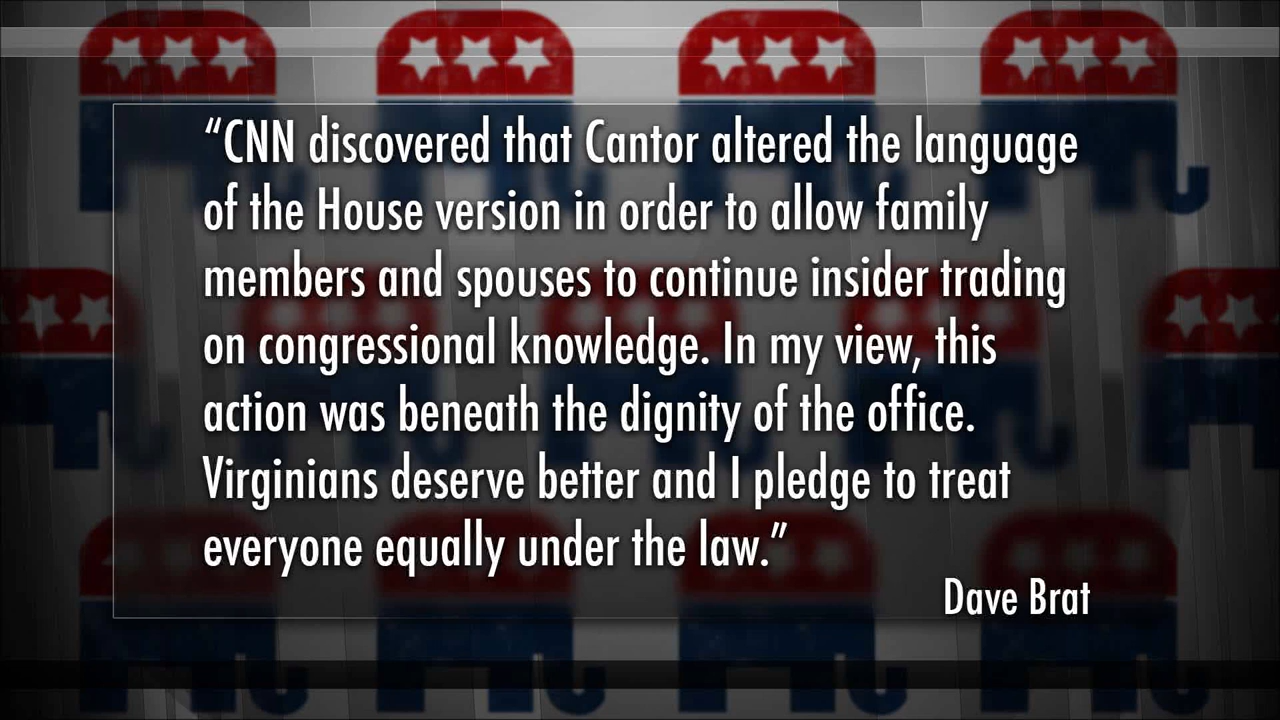 “CNN discovered that Cantor altered the language
of the House version in order to allow family
members and spouses to continue insider trading
on congressional knowledge. In my view, this
action was beneath the dignity of the office.
Virginians deserve better and I pledge to treat
everyone equally under the law.”
Dave Brat